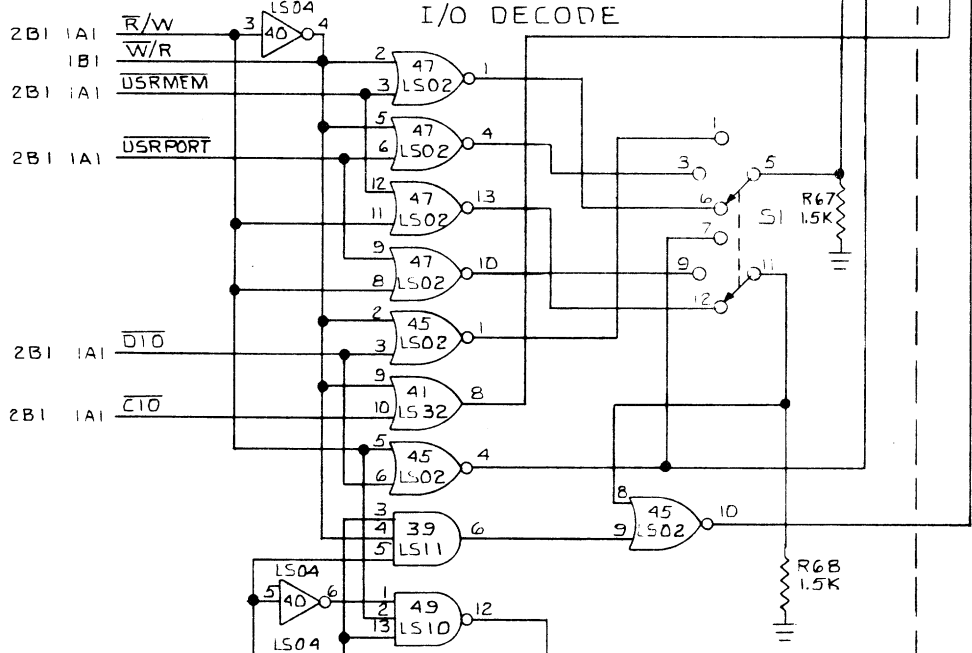 LS04
I/O DECODE
2B1 1A1 R/W 3 40 4
1B1 W/R 2 47 LS02 1
2B1 1A1 USRMEM 3
5 47 LS02 4
2B1 1A1 USRPORT 6
1
3 5
12 47 LS02 13
11
6 S1 R67 1.5K
7
9 47 LS02 10
8
9 11
12
2 45 LS02 1
2B1 1A1 DIO 3
9 41 LS32 8
2B1 1A1 CIO 10
5 45 LS02 4
6
8 45 LS02 10
9
3 39 LS11 6
4
5
LS04
5 40 6
R68 1.5K
1 49 LS10 12
2
13
LS04